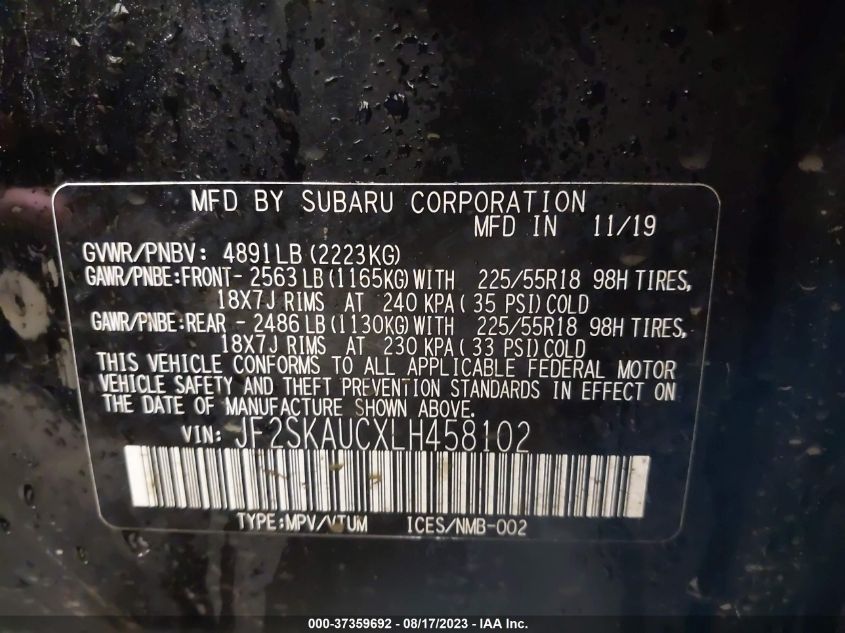 MFD BY SUBARU CORPORATION
MFD IN 11/19
GVWR/PNBV: 4891LB (2223KG)
GAWR/PNBE:FRONT- 2563LB (1165KG)WITH 225/55R18 98H TIRES,
18X7J RIMS AT 240 KPA ( 35 PSI) COLD
GAWR/PNBE:REAR - 2486LB (1130KG)WITH 225/55R18 98H TIRES,
18X7J RIMS AT 230 KPA ( 33 PSI) COLD
THIS VEHICLE CONFORMS TO ALL APPLICABLE FEDERAL MOTOR
VEHICLE SAFETY AND THEFT PREVENTION STANDARDS IN EFFECT ON
THE DATE OF MANUFACTURE SHOWN ABOVE.
VIN: JF2SKAUCXLH458102
TYPE:MPV/VTUM ICES/NMB-002
000-37359692 - 08/17/2023 - IAA Inc.